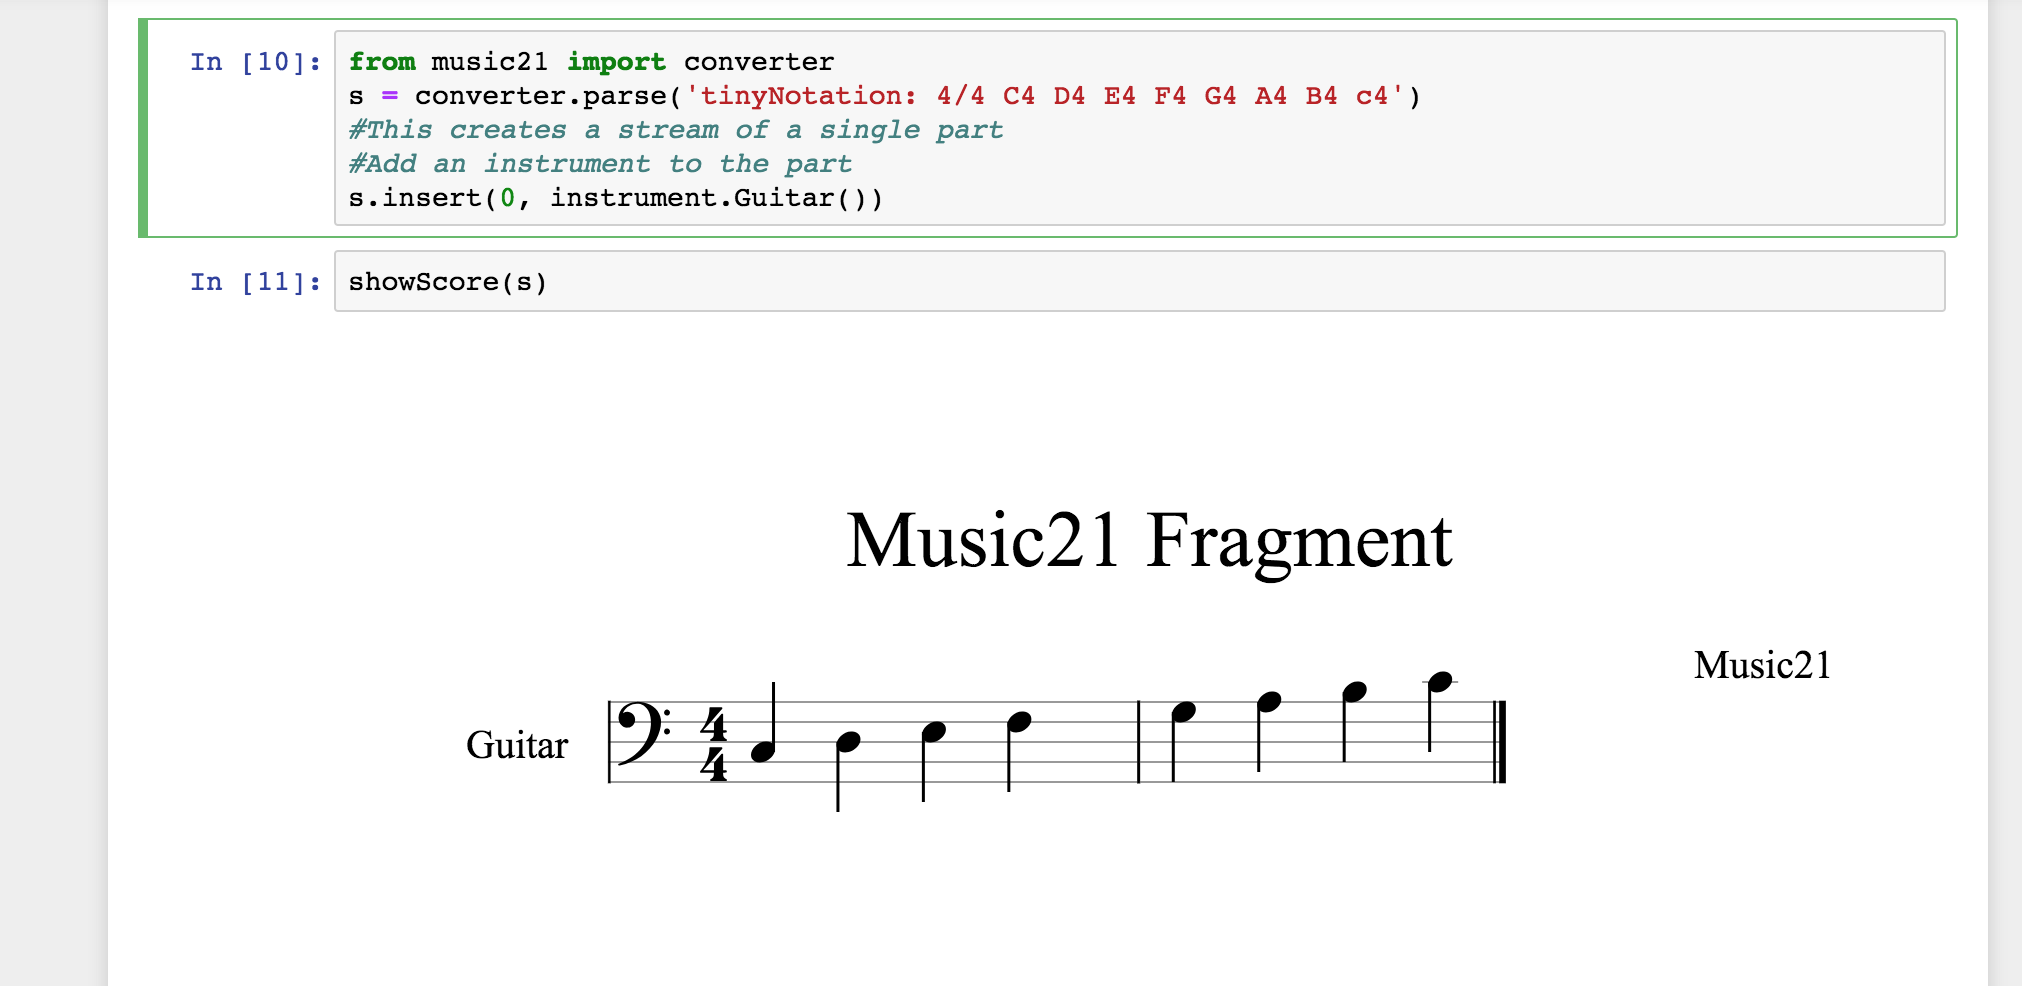 In [10]: from music21 import converter
s = converter.parse('tinyNotation: 4/4 C4 D4 E4 F4 G4 A4 B4 c4')
#This creates a stream of a single part
#Add an instrument to the part
s.insert(0, instrument.Guitar())
In [11]: showScore(s)
Music21 Fragment
Music21
Guitar
4
4